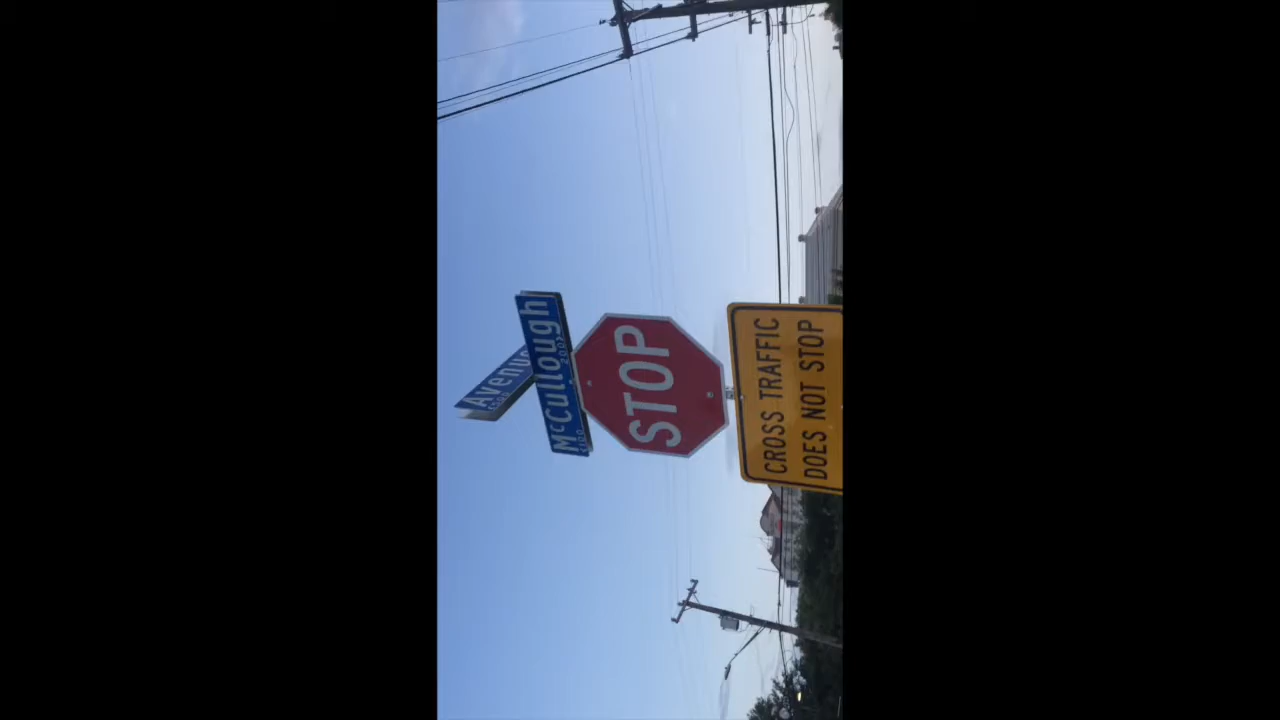 Avenue
McCullough
STOP
CROSS TRAFFIC
DOES NOT STOP